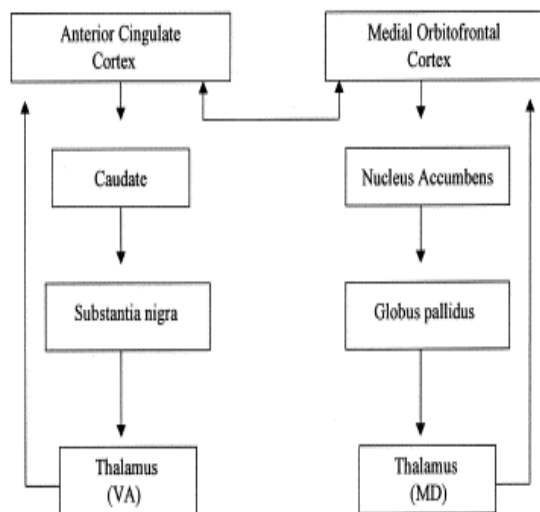 Anterior Cingulate
Cortex
Medial Orbitofrontal
Cortex
Caudate
Nucleus Accumbens
Substantia nigra
Globus pallidus
Thalamus
(VA)
Thalamus
(MD)